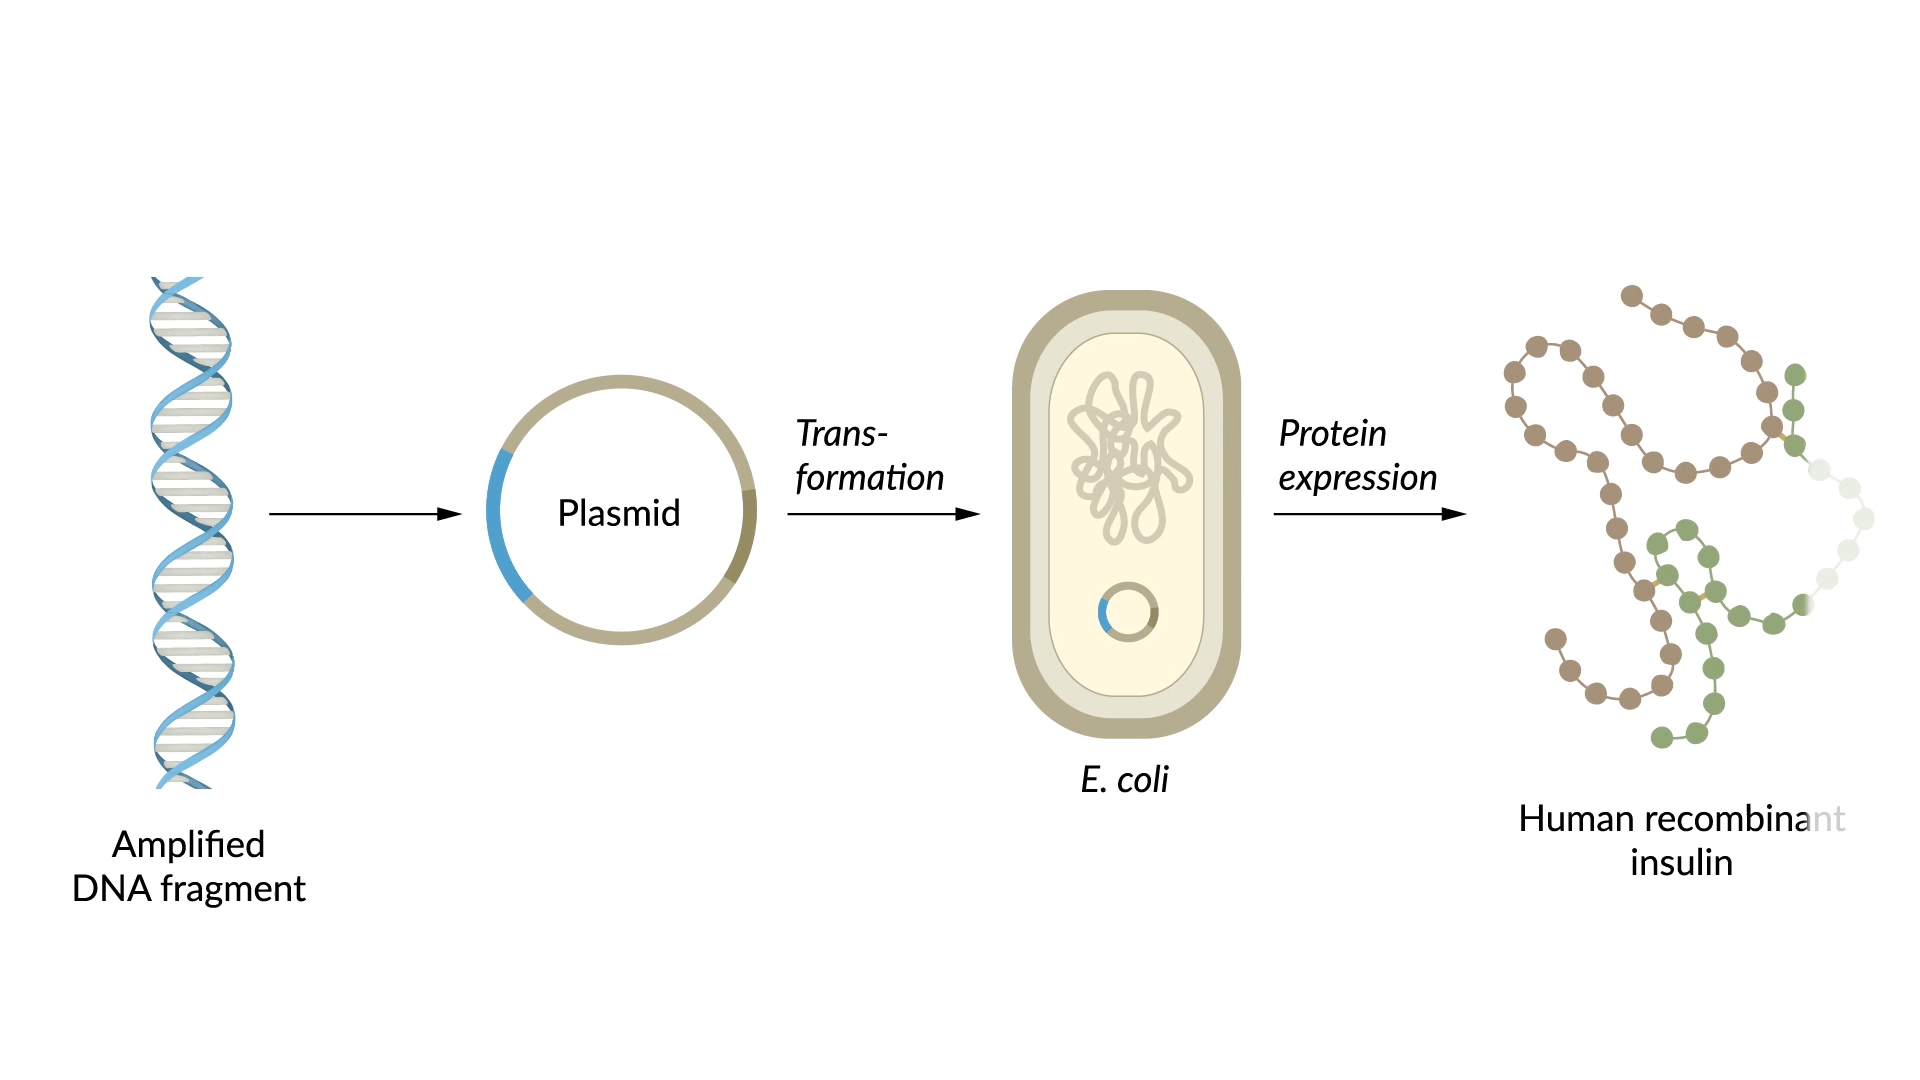 Amplified
DNA fragment
Plasmid
Trans-
formation
E. coli
Protein
expression
Human recombinant
insulin